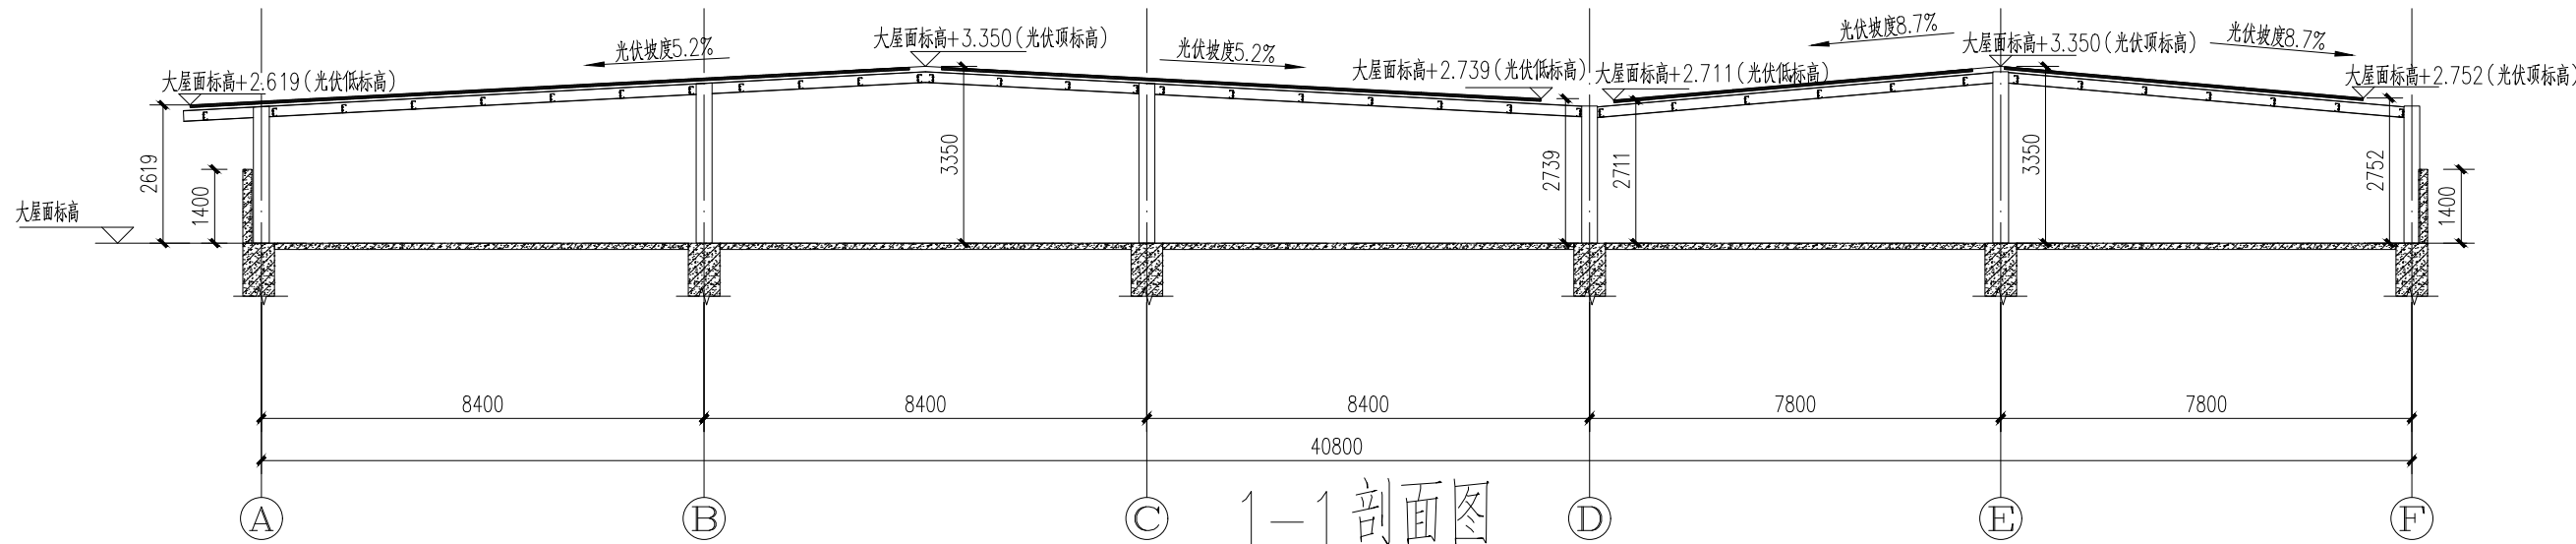 光伏坡度5.2%
大屋面标高+3.350(光伏顶标高)
光伏坡度5.2%
光伏坡度8.7%
大屋面标高+3.350(光伏顶标高)
光伏坡度8.7%
大屋面标高+2.619(光伏低标高)
大屋面标高+2.739(光伏低标高)
大屋面标高+2.711(光伏低标高)
大屋面标高+2.752(光伏顶标高)
大屋面标高
2619
1400
3350
2739
2711
3350
2752
1400
8400
8400
8400
7800
7800
40800
A
B
C
1-1剖面图
D
E
F